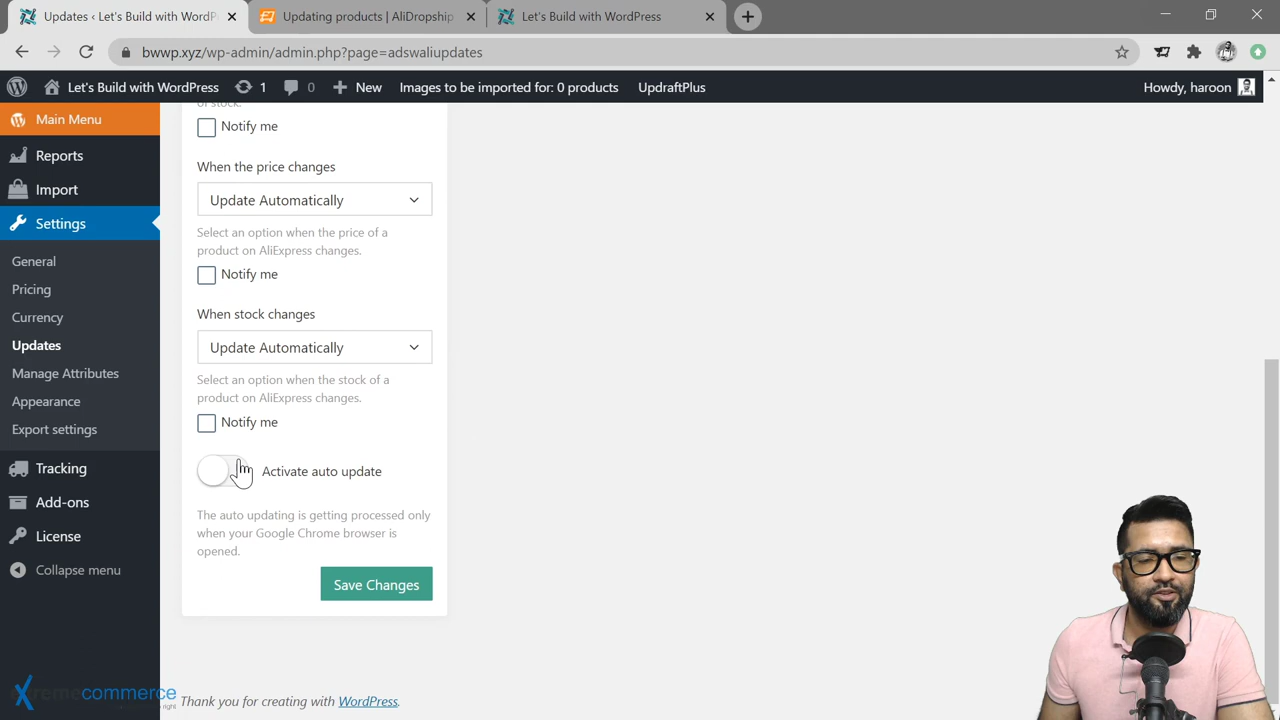 Updates ‹ Let's Build with WordP
Updating products | AliDropship
Let's Build with WordPress
bwwp.xyz/wp-admin/admin.php?page=adswaliupdates
Let's Build with WordPress
1
0
New
Images to be imported for: 0 products
UpdraftPlus
Howdy, haroon
Main Menu
Reports
Import
Settings
General
Pricing
Currency
Updates
Manage Attributes
Appearance
Export settings
Tracking
Add-ons
License
Collapse menu
of stock.
Notify me
When the price changes
Update Automatically
Select an option when the price of a
product on AliExpress changes.
Notify me
When stock changes
Update Automatically
Select an option when the stock of a
product on AliExpress changes.
Notify me
Activate auto update
The auto updating is getting processed only
when your Google Chrome browser is
opened.
Save Changes
Thank you for creating with WordPress.
xtremecommerce